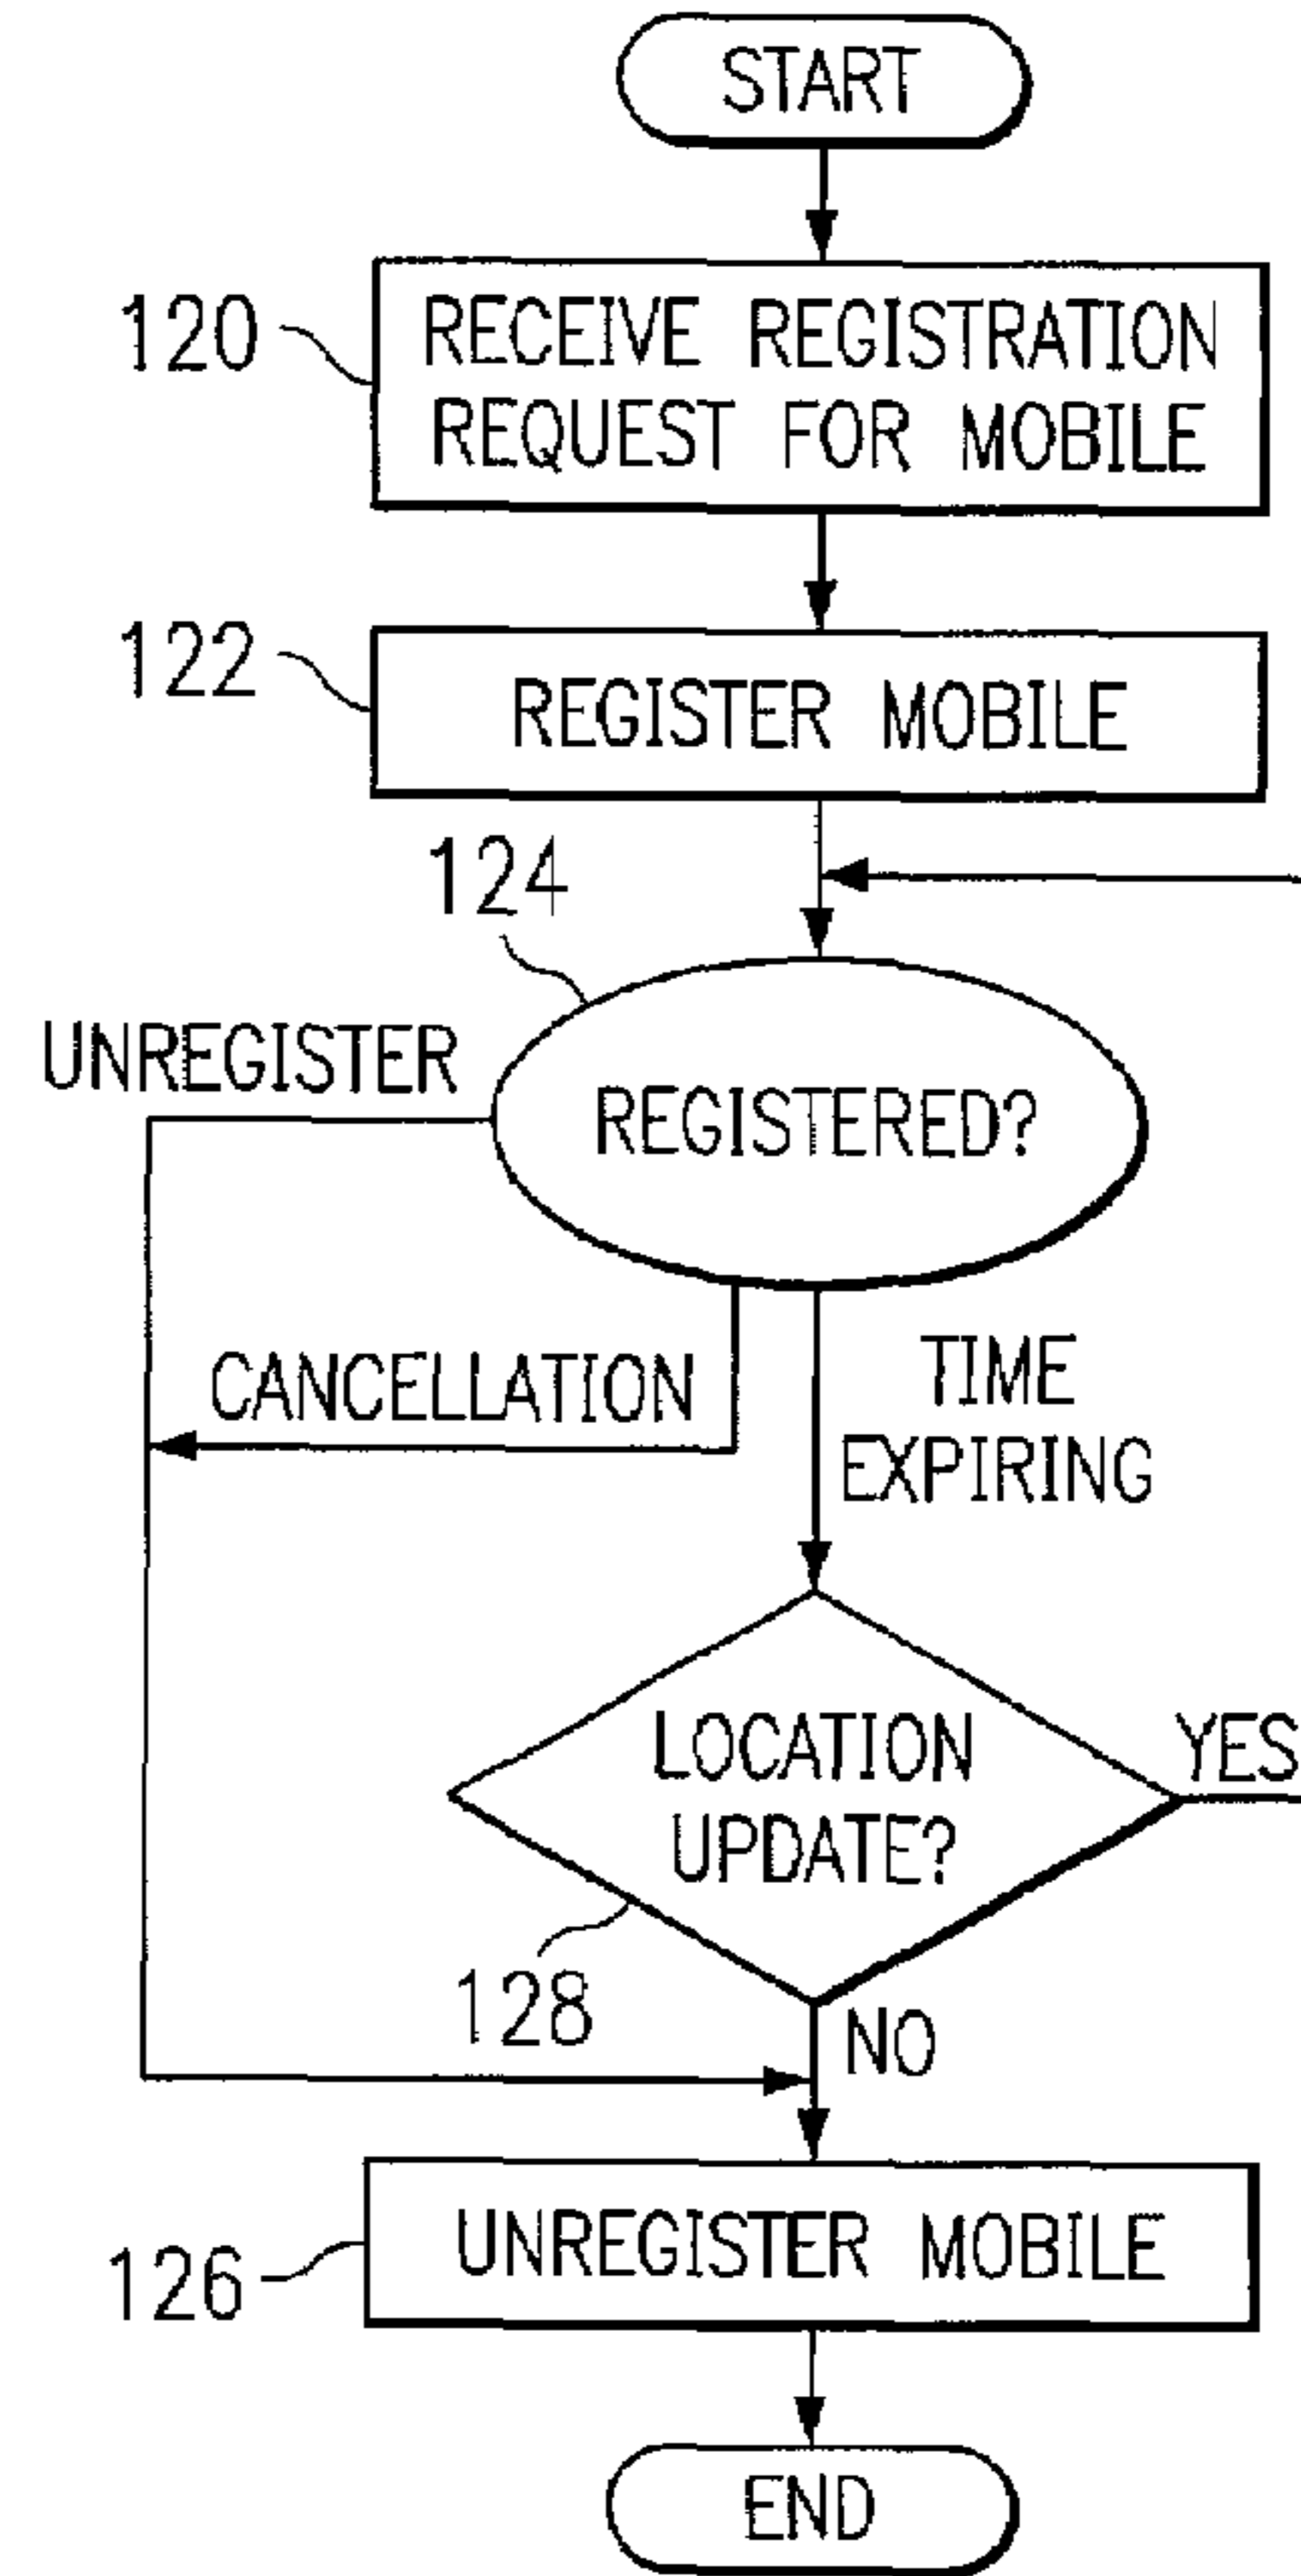 START
120
RECEIVE REGISTRATION
REQUEST FOR MOBILE
122
REGISTER MOBILE
124
UNREGISTER
REGISTERED?
CANCELLATION
TIME
EXPIRING
LOCATION
UPDATE?
YES
128
NO
UNREGISTER MOBILE
126
END